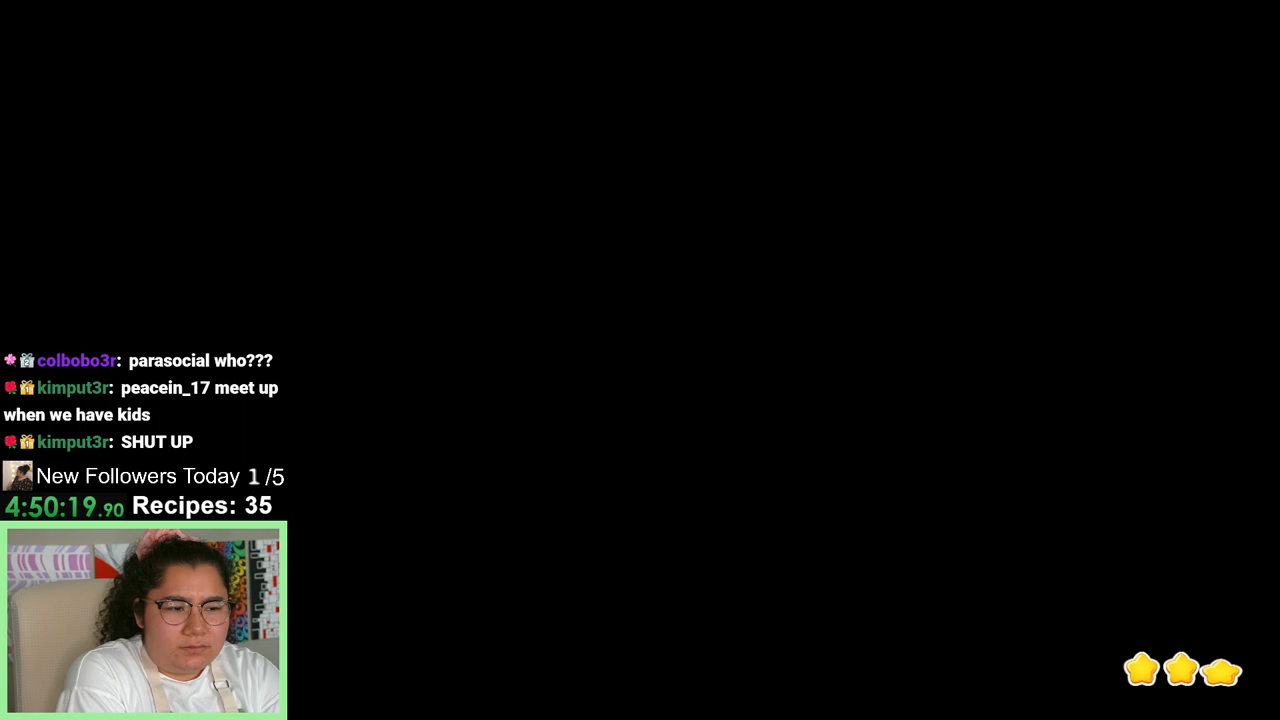 colbobo3r: parasocial who???
kimput3r: peacein_17 meet up
when we have kids
kimput3r: SHUT UP
New Followers Today 1 /5
4:50:19.90 Recipes: 35